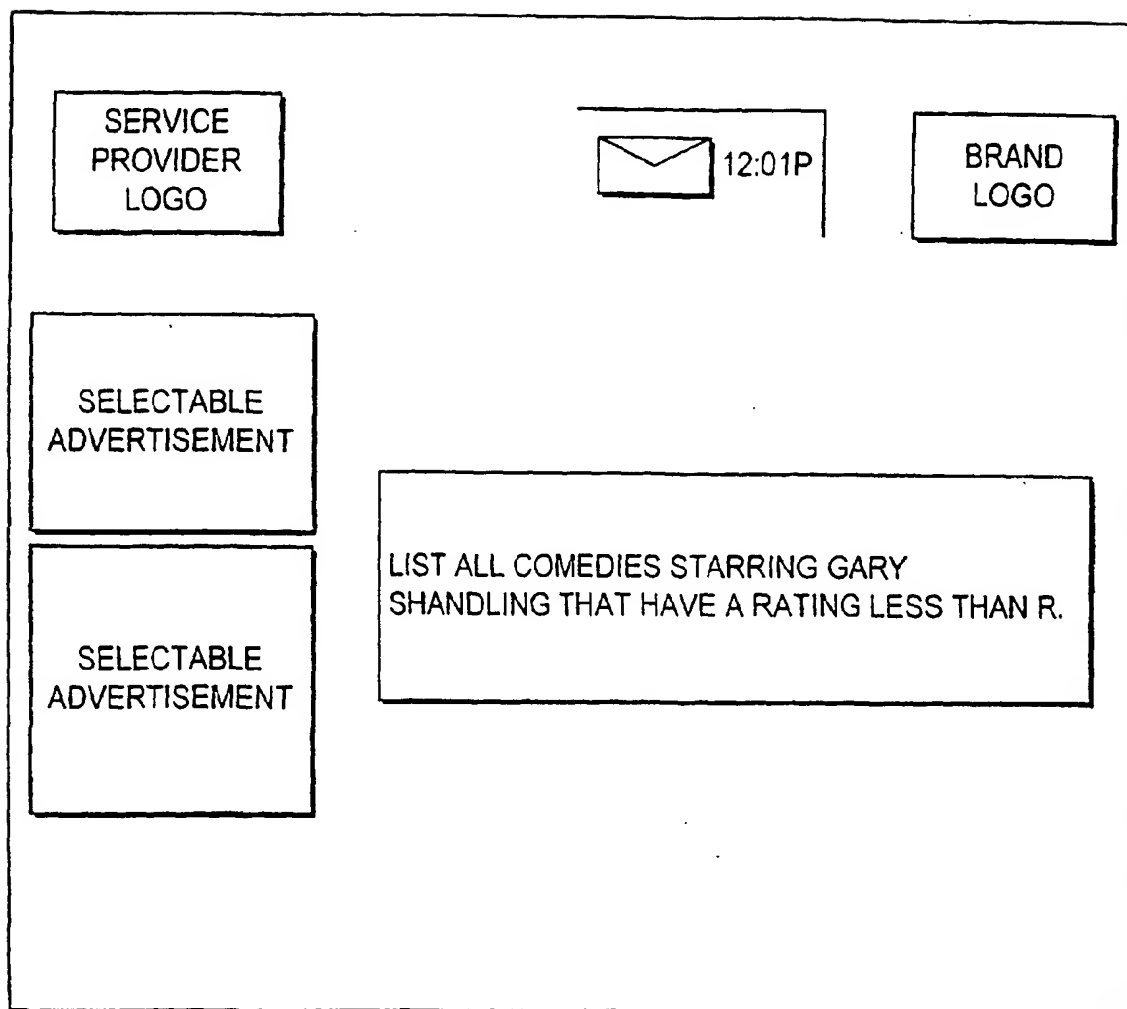 SERVICE
PROVIDER
LOGO
12:01P
BRAND
LOGO
SELECTABLE
ADVERTISEMENT
LIST ALL COMEDIES STARRING GARY
SHANDLING THAT HAVE A RATING LESS THAN R.
SELECTABLE
ADVERTISEMENT